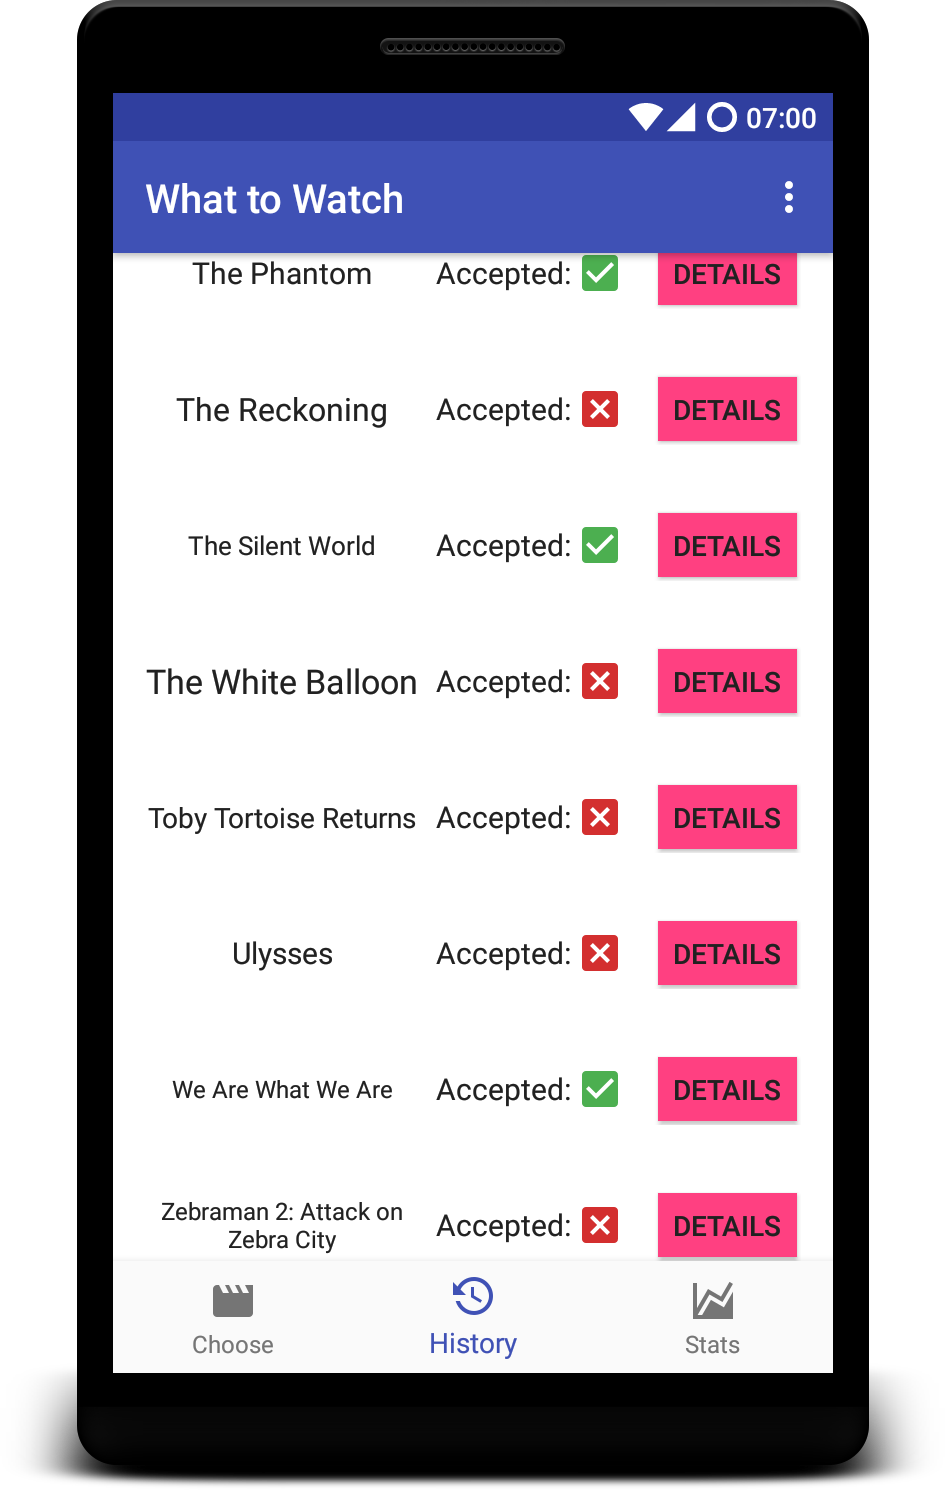 07:00
What to Watch
The Phantom Accepted: DETAILS
The Reckoning Accepted: DETAILS
The Silent World Accepted: DETAILS
The White Balloon Accepted: DETAILS
Toby Tortoise Returns Accepted: DETAILS
Ulysses Accepted: DETAILS
We Are What We Are Accepted: DETAILS
Zebraman 2: Attack on
Zebra City Accepted: DETAILS
Choose History Stats